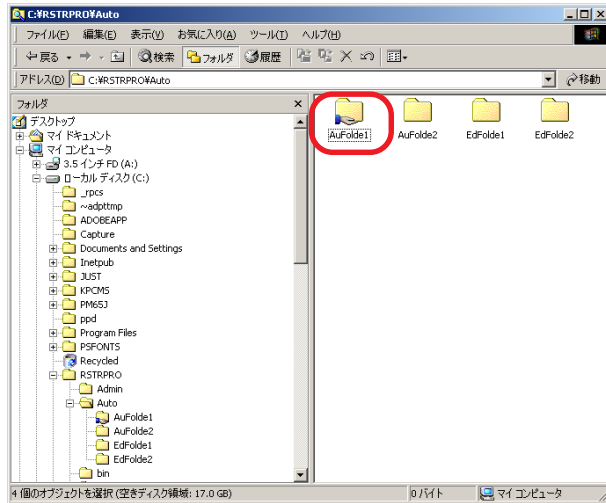 C:¥RSTRPRO¥Auto
ファイル(F) 編集(E) 表示(V) お気に入り(A) ツール(T) ヘルプ(H)
戻る 検索 フォルダ 履歴
アドレス(D) C:¥RSTRPRO¥Auto 移動
フォルダ
デスクトップ
マイ ドキュメント
マイ コンピュータ
3.5 インチ FD (A:)
ローカル ディスク (C:)
_rpcs
~adpttmp
ADOBEAPP
Capture
Documents and Settings
Inetpub
JUST
KPCMS
PM65J
ppd
Program Files
PSFONTS
Recycled
RSTRPRO
Admin
Auto
AuFolde1
AuFolde2
EdFolde1
EdFolde2
bin
AuFolde1 AuFolde2 EdFolde1 EdFolde2
4 個のオブジェクトを選択 (空きディスク領域: 17.0 GB) 0 バイト マイ コンピュータ